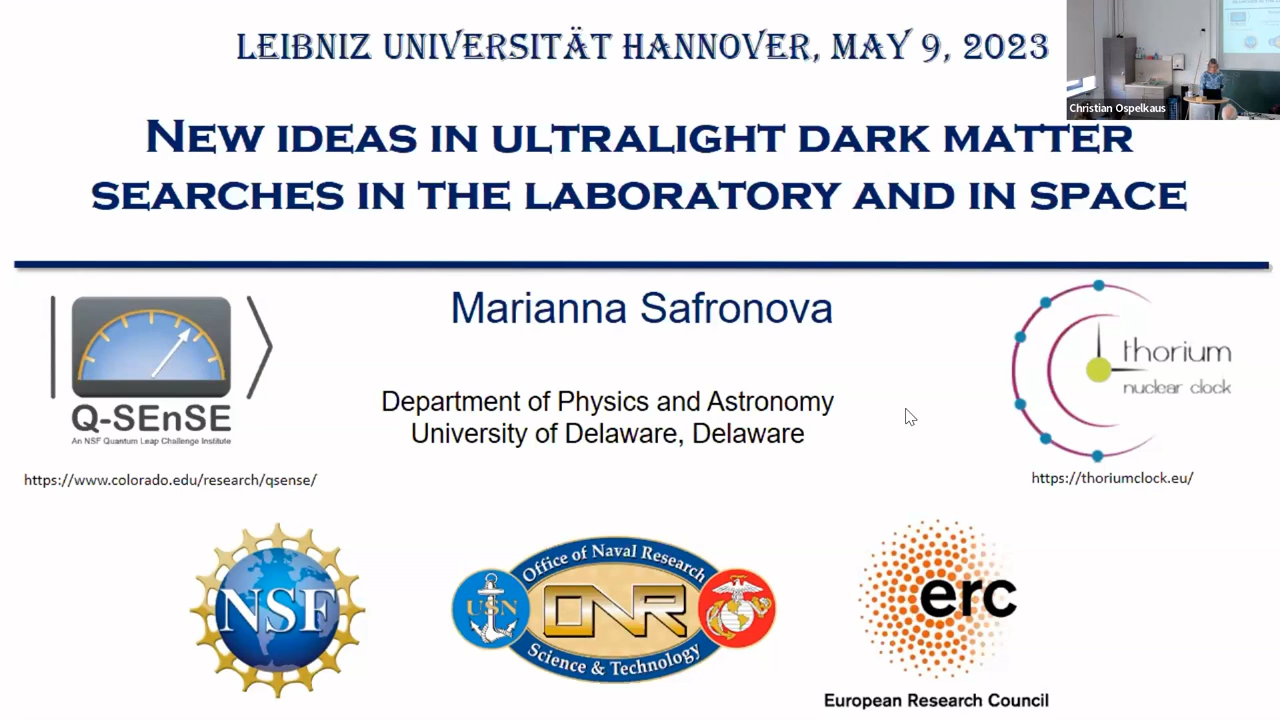 LEIBNIZ UNIVERSITÄT HANNOVER, MAY 9, 2023
Christian Ospelkaus
NEW IDEAS IN ULTRALIGHT DARK MATTER
SEARCHES IN THE LABORATORY AND IN SPACE
Marianna Safronova
Department of Physics and Astronomy
University of Delaware, Delaware
Q-SEnSE
An NSF Quantum Leap Challenge Institute
https://www.colorado.edu/research/qsense/
thorium
nuclear clock
https://thoriumclock.eu/
NSF
Office of Naval Research
USN
ONR
Science & Technology
erc
European Research Council